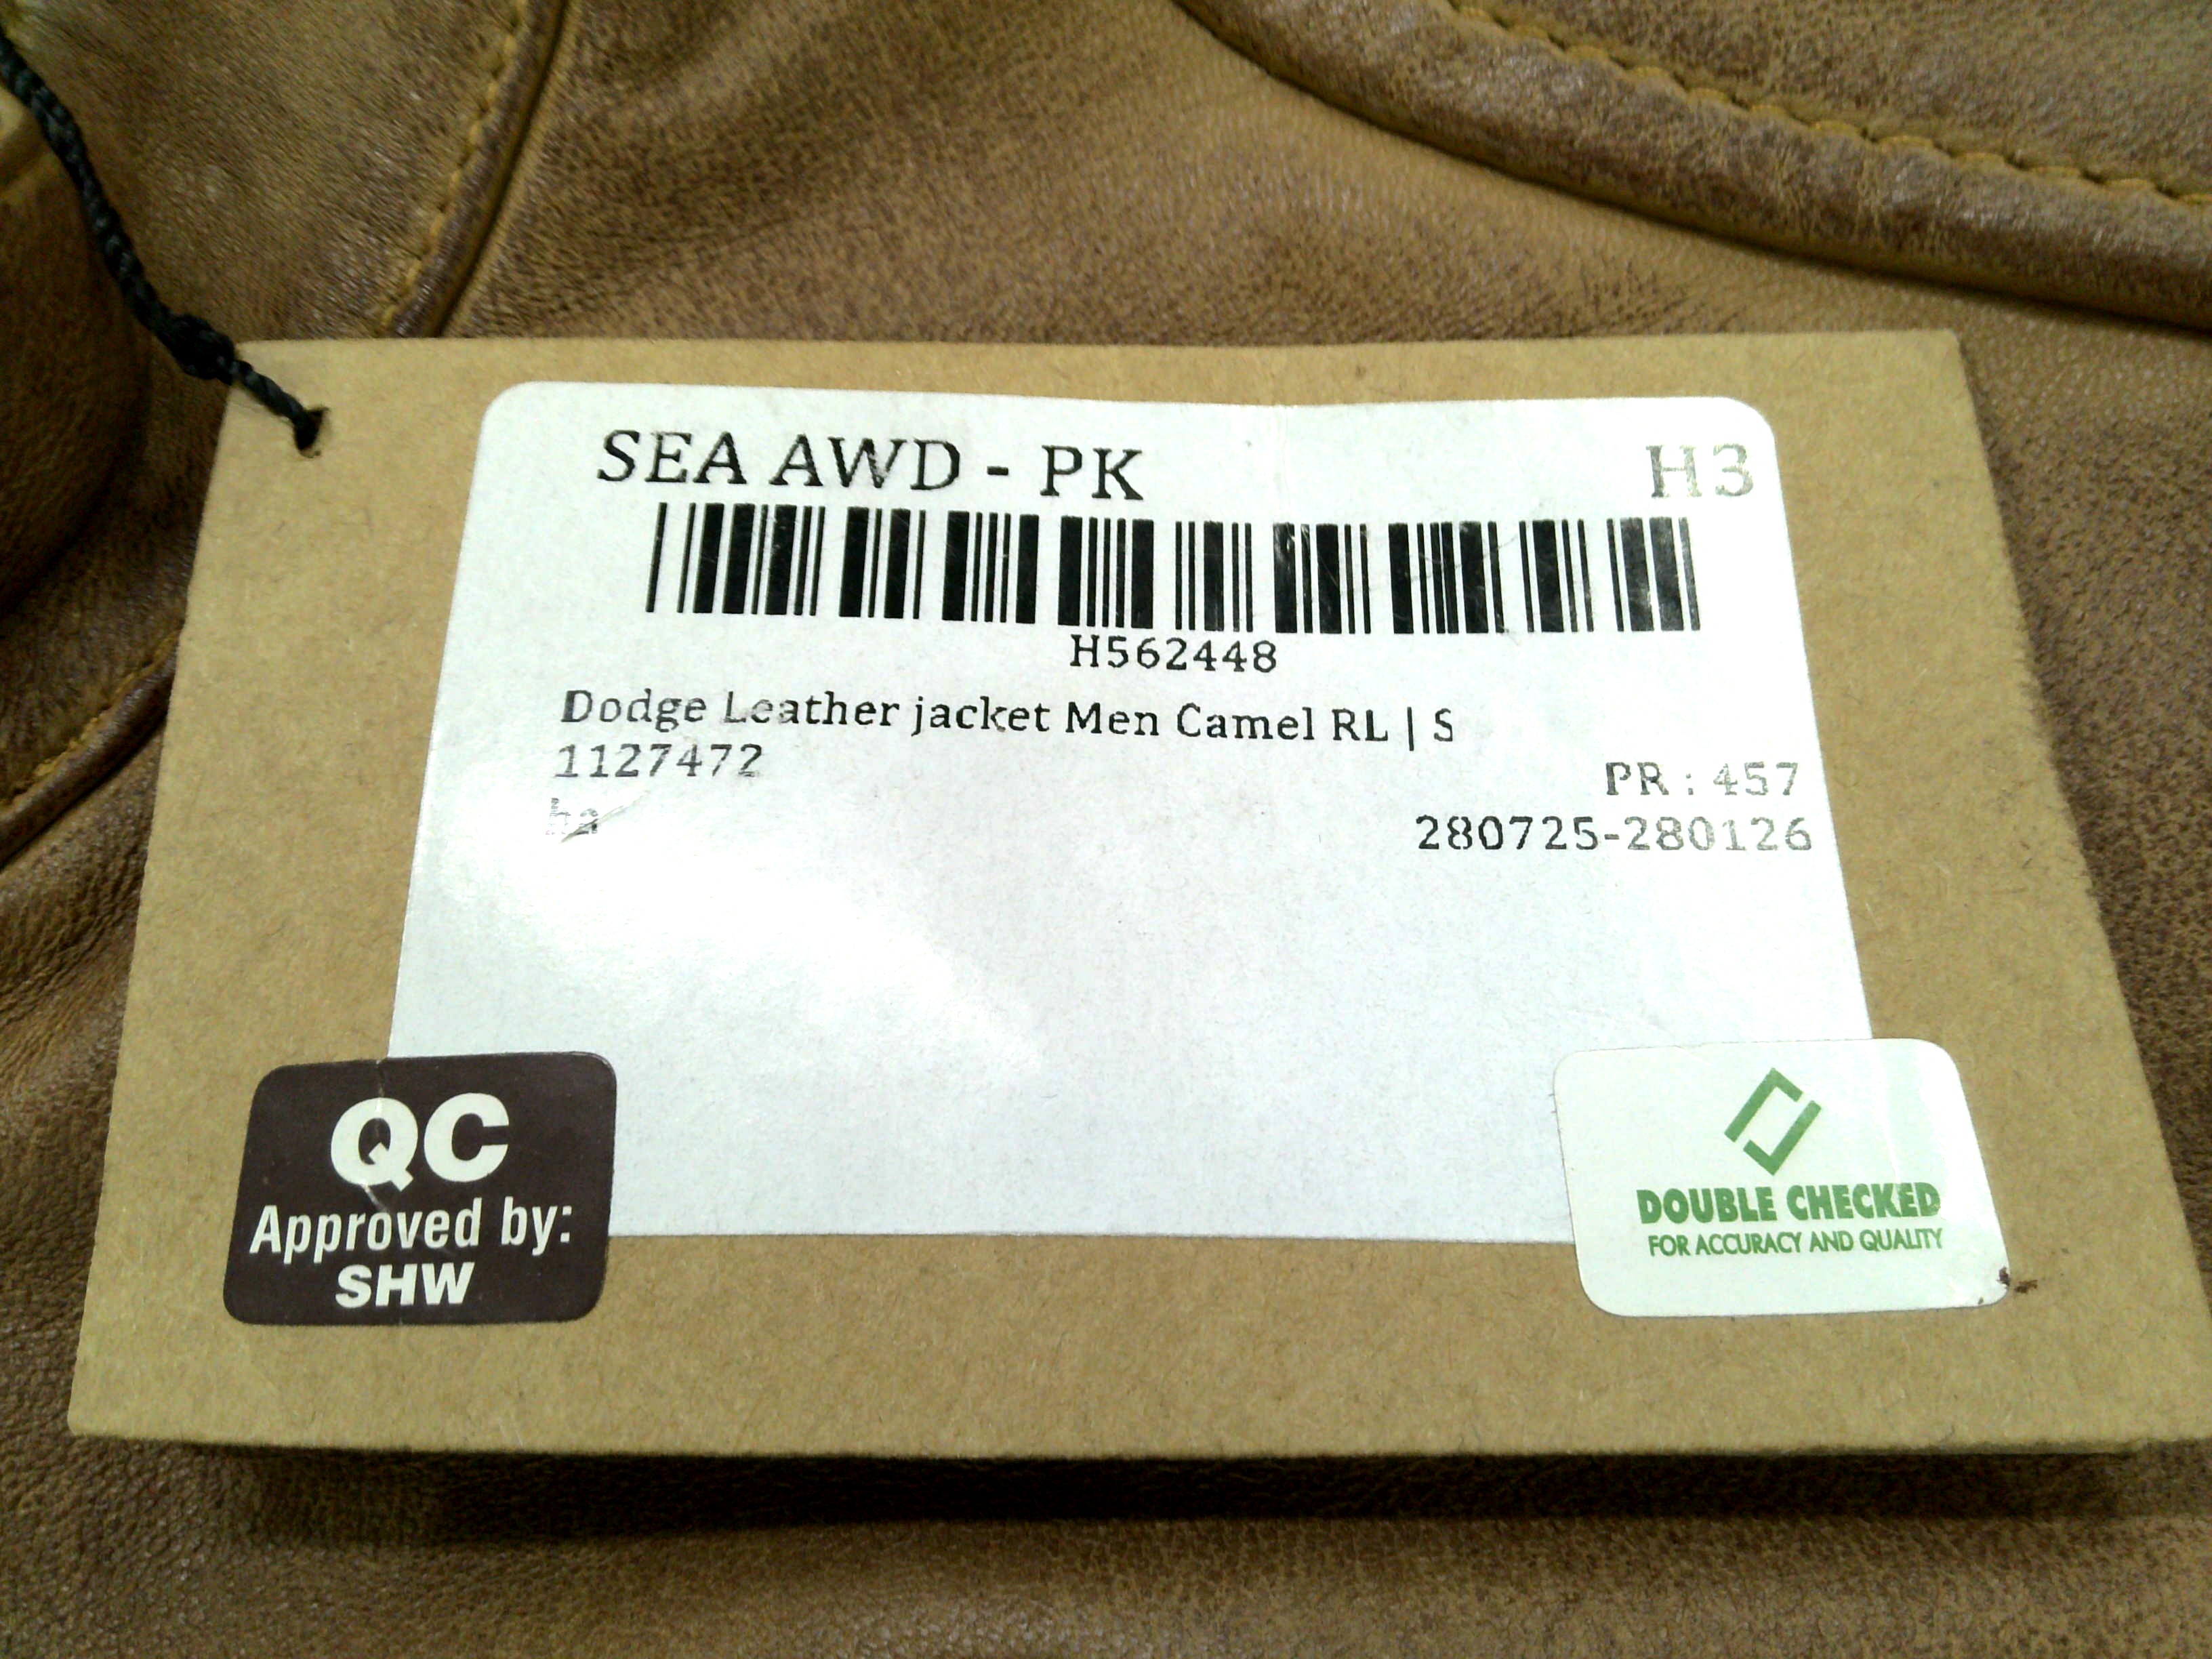 SEA AWD - PK H3
H562448
Dodge Leather jacket Men Camel RL | S
1127472
PR : 457
ha
280725-280126
QC
Approved by:
SHW
DOUBLE CHECKED
FOR ACCURACY AND QUALITY